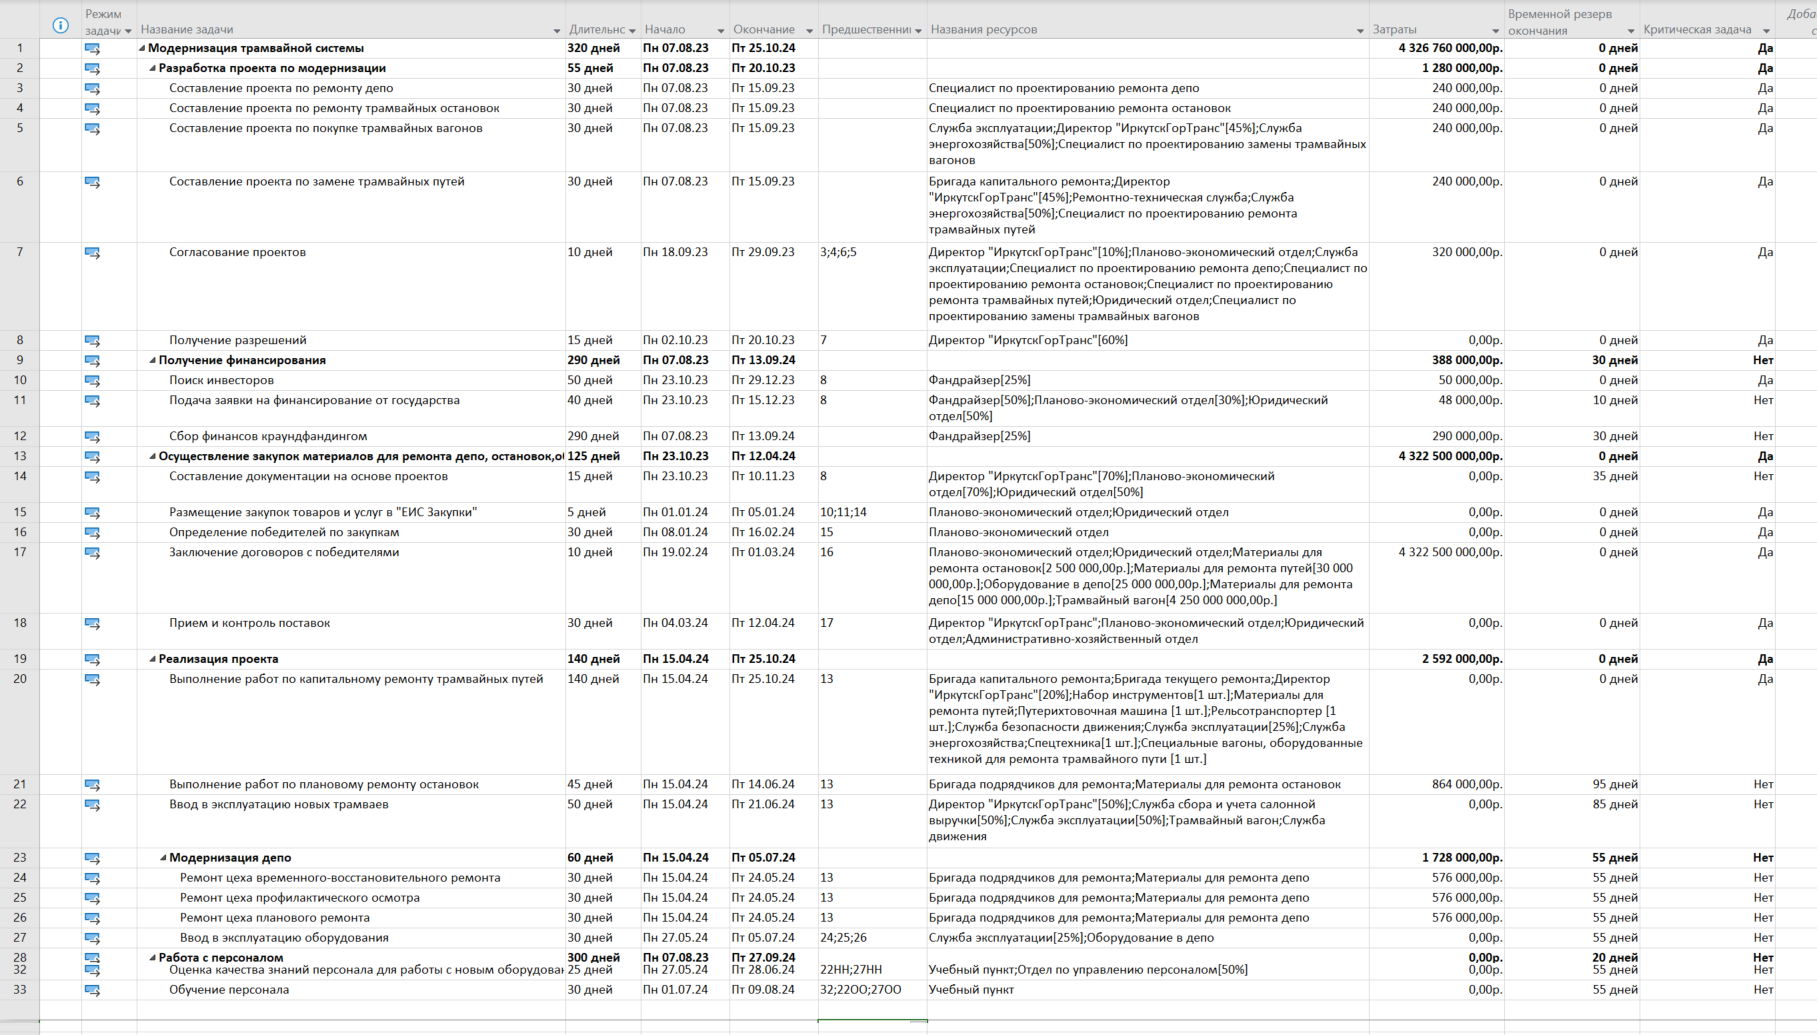 Режим задачи Название задачи Длительнс Начало Окончание Предшественни Названия ресурсов Затраты Временной резерв окончания Критическая задача Доба
1 Модернизация трамвайной системы 320 дней Пн 07.08.23 Пт 25.10.24 4 326 760 000,00р. 0 дней Да
2 Разработка проекта по модернизации 55 дней Пн 07.08.23 Пт 20.10.23 1 280 000,00р. 0 дней Да
3 Составление проекта по ремонту депо 30 дней Пн 07.08.23 Пт 15.09.23 Специалист по проектированию ремонта депо 240 000,00р. 0 дней Да
4 Составление проекта по ремонту трамвайных остановок 30 дней Пн 07.08.23 Пт 15.09.23 Специалист по проектированию ремонта остановок 240 000,00р. 0 дней Да
5 Составление проекта по покупке трамвайных вагонов 30 дней Пн 07.08.23 Пт 15.09.23 Служба эксплуатации;Директор "ИркутскГорТранс"[45%];Служба 240 000,00р. 0 дней Да
энергохозяйства[50%];Специалист по проектированию замены трамвайных
вагонов
6 Составление проекта по замене трамвайных путей 30 дней Пн 07.08.23 Пт 15.09.23 Бригада капитального ремонта;Директор 240 000,00р. 0 дней Да
"ИркутскГорТранс"[45%];Ремонтно-техническая служба;Служба
энергохозяйства[50%];Специалист по проектированию ремонта
трамвайных путей
7 Согласование проектов 10 дней Пн 18.09.23 Пт 29.09.23 3;4;6;5 Директор "ИркутскГорТранс"[10%];Планово-экономический отдел;Служба 320 000,00р. 0 дней Да
эксплуатации;Специалист по проектированию ремонта депо;Специалист по
проектированию ремонта остановок;Специалист по проектированию
ремонта трамвайных путей;Юридический отдел;Специалист по
проектированию замены трамвайных вагонов
8 Получение разрешений 15 дней Пн 02.10.23 Пт 20.10.23 7 Директор "ИркутскГорТранс"[60%] 0,00р. 0 дней Да
9 Получение финансирования 290 дней Пн 07.08.23 Пт 13.09.24 388 000,00р. 30 дней Нет
10 Поиск инвесторов 50 дней Пн 23.10.23 Пт 29.12.23 8 Фандрайзер[25%] 50 000,00р. 0 дней Да
11 Подача заявки на финансирование от государства 40 дней Пн 23.10.23 Пт 15.12.23 8 Фандрайзер[50%];Планово-экономический отдел[30%];Юридический 48 000,00р. 10 дней Нет
отдел[50%]
12 Сбор финансов краундфандингом 290 дней Пн 07.08.23 Пт 13.09.24 Фандрайзер[25%] 290 000,00р. 30 дней Нет
13 Осуществление закупок материалов для ремонта депо, остановок, 125 дней Пн 23.10.23 Пт 12.04.24 4 322 500 000,00р. 0 дней Да
14 Составление документации на основе проектов 15 дней Пн 23.10.23 Пт 10.11.23 8 Директор "ИркутскГорТранс"[70%];Планово-экономический 0,00р. 35 дней Нет
отдел[70%];Юридический отдел[50%]
15 Размещение закупок товаров и услуг в "ЕИС Закупки" 5 дней Пн 01.01.24 Пт 05.01.24 10;11;14 Планово-экономический отдел;Юридический отдел 0,00р. 0 дней Да
16 Определение победителей по закупкам 30 дней Пн 08.01.24 Пт 16.02.24 15 Планово-экономический отдел 0,00р. 0 дней Да
17 Заключение договоров с победителями 10 дней Пн 19.02.24 Пт 01.03.24 16 Планово-экономический отдел;Юридический отдел;Материалы для 4 322 500 000,00р. 0 дней Да
ремонта остановок[2 500 000,00р.];Материалы для ремонта путей[30 000
000,00р.];Оборудование в депо[25 000 000,00р.];Материалы для ремонта
депо[15 000 000,00р.];Трамвайный вагон[4 250 000 000,00р.]
18 Прием и контроль поставок 30 дней Пн 04.03.24 Пт 12.04.24 17 Директор "ИркутскГорТранс";Планово-экономический отдел;Юридический 0,00р. 0 дней Да
отдел;Административно-хозяйственный отдел
19 Реализация проекта 140 дней Пн 15.04.24 Пт 25.10.24 2 592 000,00р. 0 дней Да
20 Выполнение работ по капитальному ремонту трамвайных путей 140 дней Пн 15.04.24 Пт 25.10.24 13 Бригада капитального ремонта;Бригада текущего ремонта;Директор 0,00р. 0 дней Да
"ИркутскГорТранс"[20%];Набор инструментов[1 шт.];Материалы для
ремонта путей;Путерихтовочная машина [1 шт.];Рельсотранспортер [1
шт.];Служба безопасности движения;Служба эксплуатации[25%];Служба
энергохозяйства;Спецтехника[1 шт.];Специальные вагоны, оборудованные
техникой для ремонта трамвайного пути [1 шт.]
21 Выполнение работ по плановому ремонту остановок 45 дней Пн 15.04.24 Пт 14.06.24 13 Бригада подрядчиков для ремонта;Материалы для ремонта остановок 864 000,00р. 95 дней Нет
22 Ввод в эксплуатацию новых трамваев 50 дней Пн 15.04.24 Пт 21.06.24 13 Директор "ИркутскГорТранс"[50%];Служба сбора и учета салонной 0,00р. 85 дней Нет
выручки[50%];Служба эксплуатации[50%];Трамвайный вагон;Служба
движения
23 Модернизация депо 60 дней Пн 15.04.24 Пт 05.07.24 1 728 000,00р. 55 дней Нет
24 Ремонт цеха временного-восстановительного ремонта 30 дней Пн 15.04.24 Пт 24.05.24 13 Бригада подрядчиков для ремонта;Материалы для ремонта депо 576 000,00р. 55 дней Нет
25 Ремонт цеха профилактического осмотра 30 дней Пн 15.04.24 Пт 24.05.24 13 Бригада подрядчиков для ремонта;Материалы для ремонта депо 576 000,00р. 55 дней Нет
26 Ремонт цеха планового ремонта 30 дней Пн 15.04.24 Пт 24.05.24 13 Бригада подрядчиков для ремонта;Материалы для ремонта депо 576 000,00р. 55 дней Нет
27 Ввод в эксплуатацию оборудования 30 дней Пн 27.05.24 Пт 05.07.24 24;25;26 Служба эксплуатации[25%];Оборудование в депо 0,00р. 55 дней Нет
28 Работа с персоналом 300 дней Пн 07.08.23 Пт 27.09.24 0,00р. 20 дней Нет
32 Оценка качества знаний персонала для работы с новым оборудован 25 дней Пн 27.05.24 Пт 28.06.24 22НН;27НН Учебный пункт;Отдел по управлению персоналом[50%] 0,00р. 55 дней Нет
33 Обучение персонала 30 дней Пн 01.07.24 Пт 09.08.24 32;22ОО;27ОО Учебный пункт 0,00р. 55 дней Нет